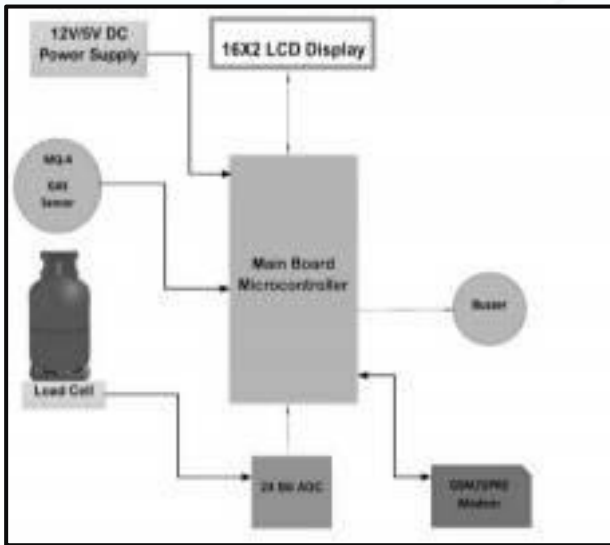 12V/5V DC
Power Supply
16X2 LCD Display
MQ-6
GAS
Sensor
Main Board
Microcontroller
Buzzer
Load Cell
24 Bit ADC
GSM/GPRS
Modem